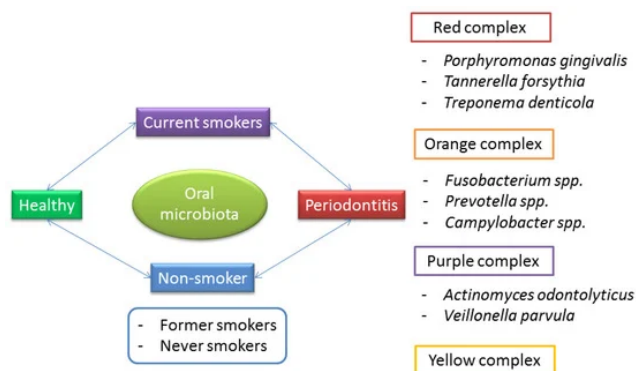 Red complex
- Porphyromonas gingivalis
- Tannerella forsythia
- Treponema denticola
Current smokers
Orange complex
- Fusobacterium spp.
- Prevotella spp.
- Campylobacter spp.
Healthy
Oral
microbiota
Periodontitis
Purple complex
- Actinomyces odontolyticus
- Veillonella parvula
Non-smoker
- Former smokers
- Never smokers
Yellow complex